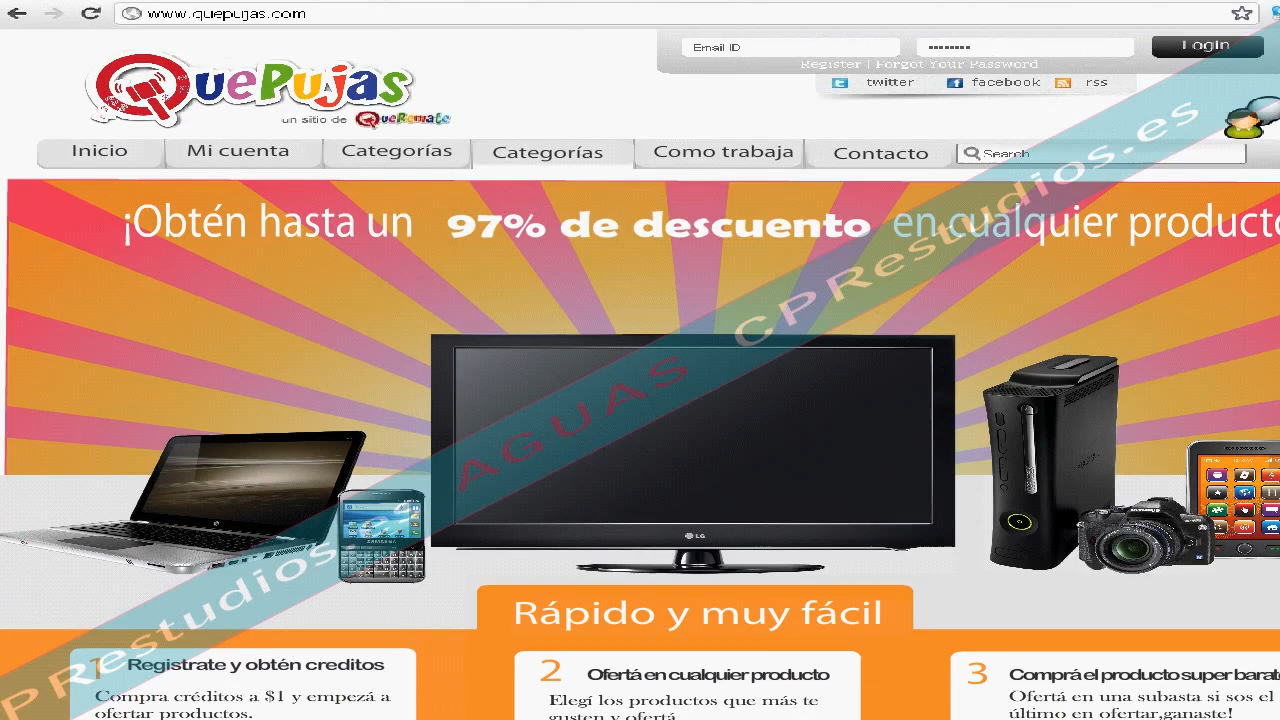 www.quepujas.com
Email ID
Login
Register | Forgot Your Password
twitter facebook rss
QuePujas
un sitio de QueRemate
Inicio Mi cuenta Categorías Categorías Como trabaja Contacto Search
¡Obtén hasta un 97% de descuento en cualquier producto
AGUAS CPRestudios.es
LG
SAMSUNG
PRestudios.
Rápido y muy fácil
1 Registrate y obtén creditos
Compra créditos a $1 y empezá a
ofertar productos.
2 Ofertá en cualquier producto
Elegí los productos que más te
gusten y ofertá
3 Comprá el producto super barat
Ofertá en una subasta si sos el
último en ofertar,ganaste!